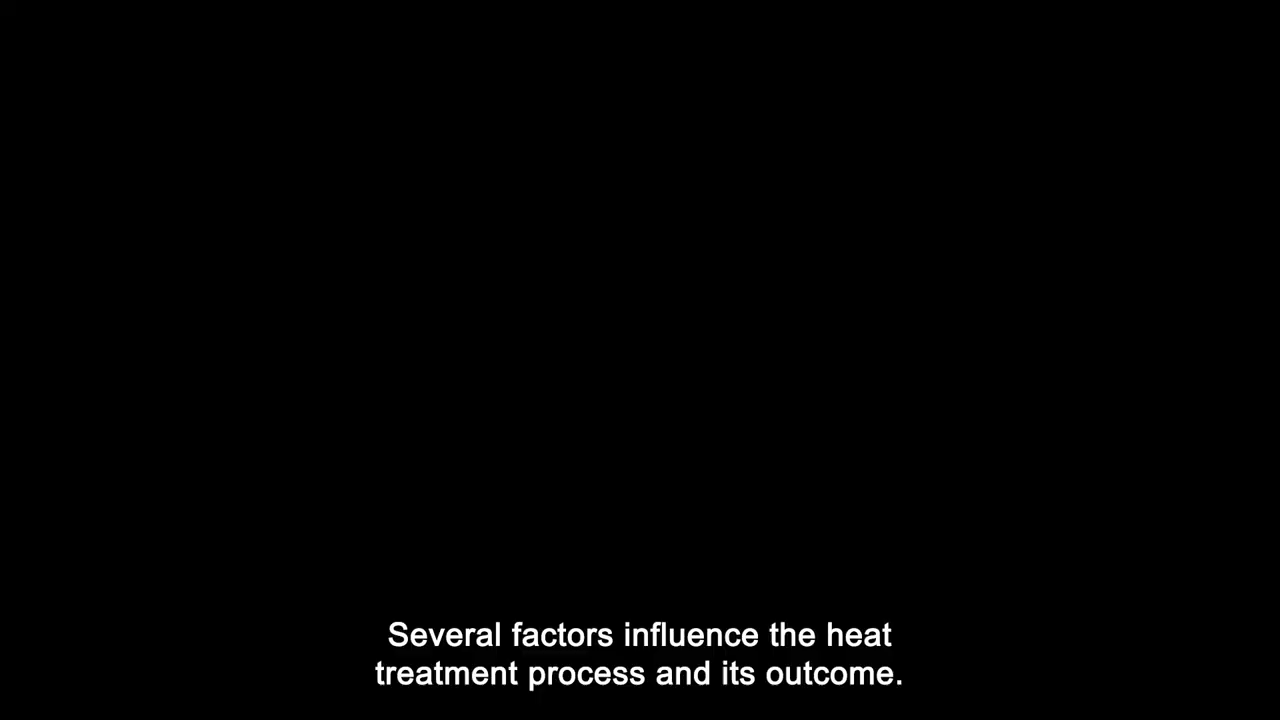 Several factors influence the heat
treatment process and its outcome.